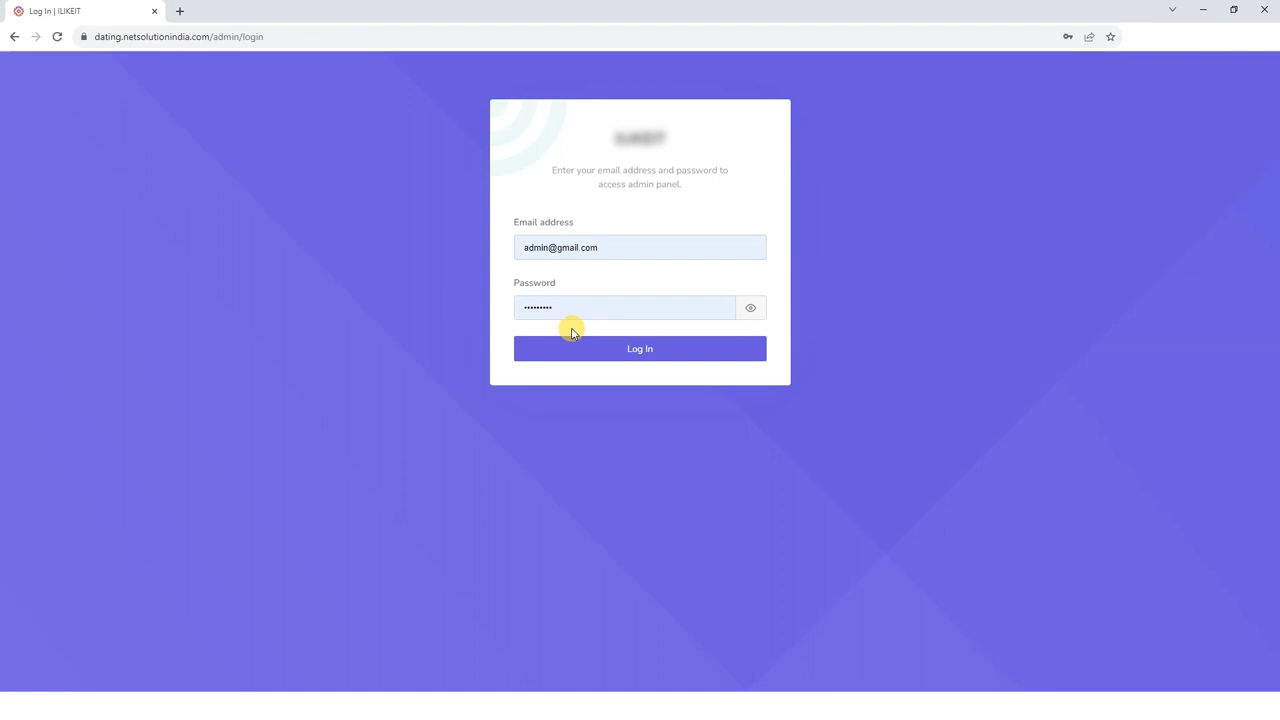 Log In | ILIKEIT
dating.netsolutionindia.com/admin/login
Enter your email address and password to
access admin panel.
Email address
admin@gmail.com
Password
•••••••••
Log In